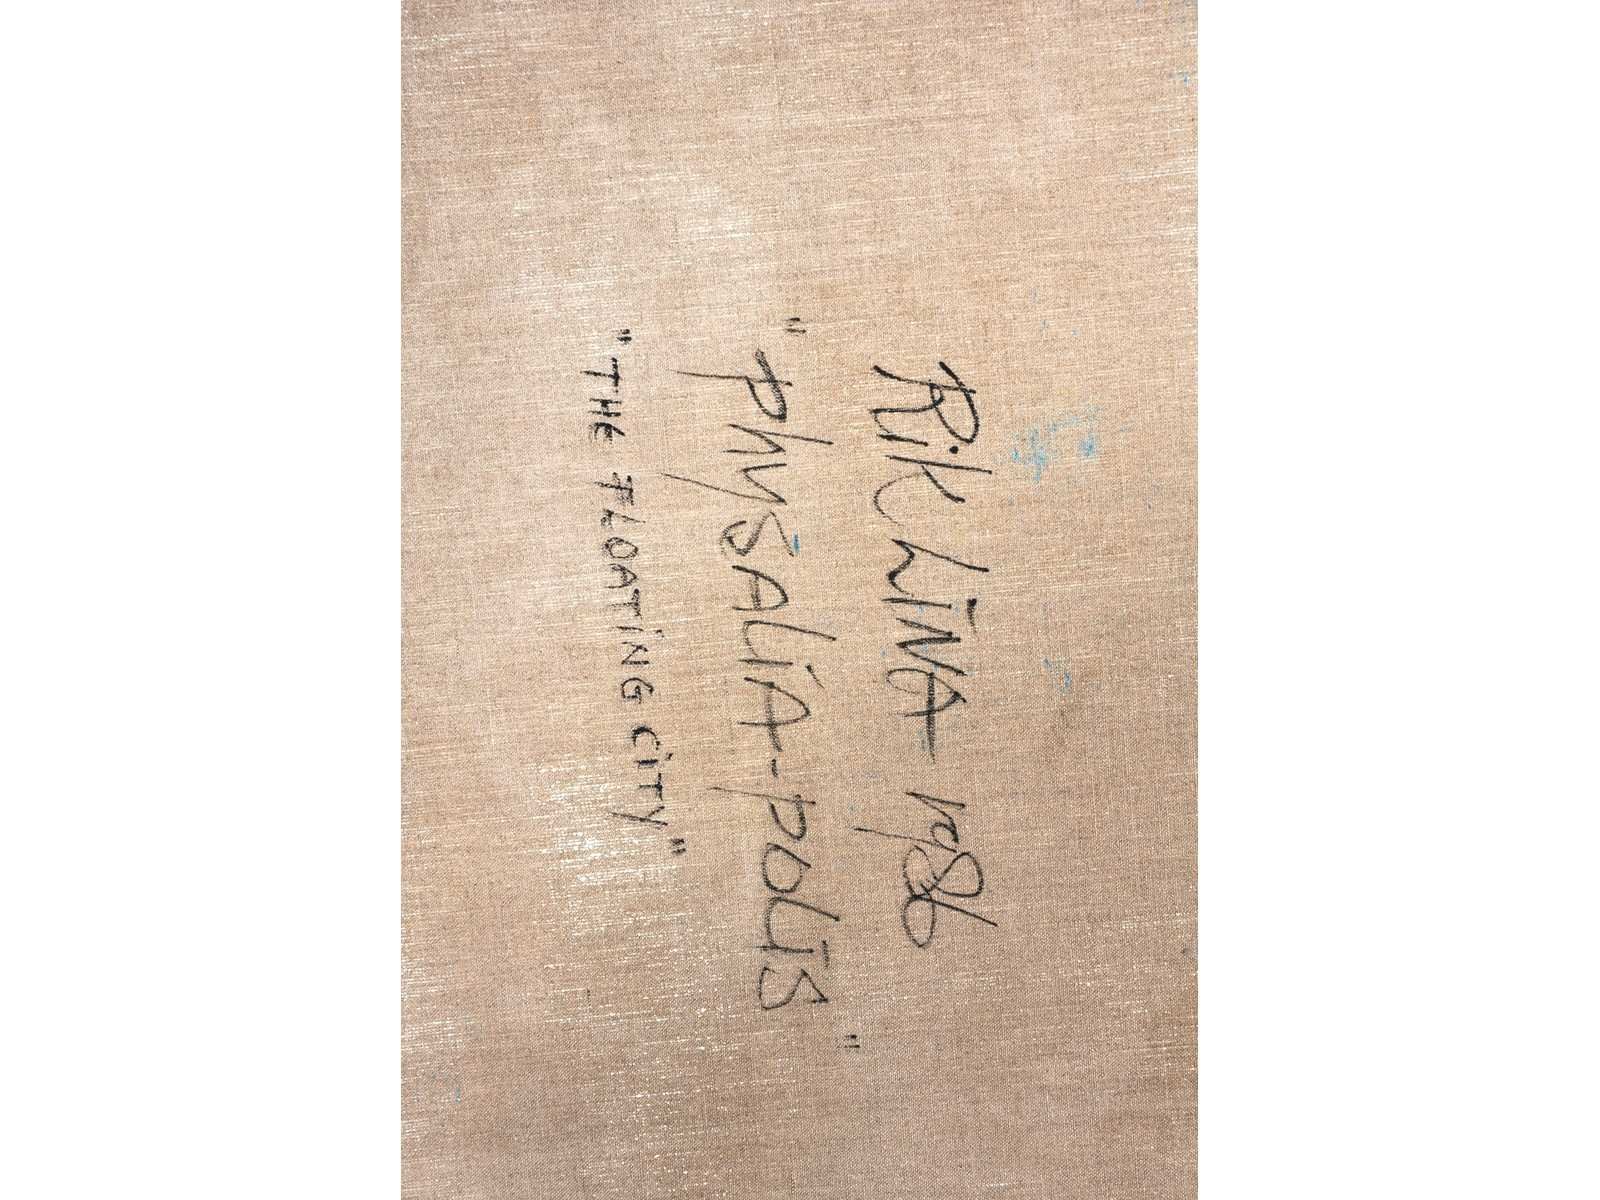 Rik LiNA 1986
"PhySALiA-POLiS"
"THE FLOATiNG CiTY"